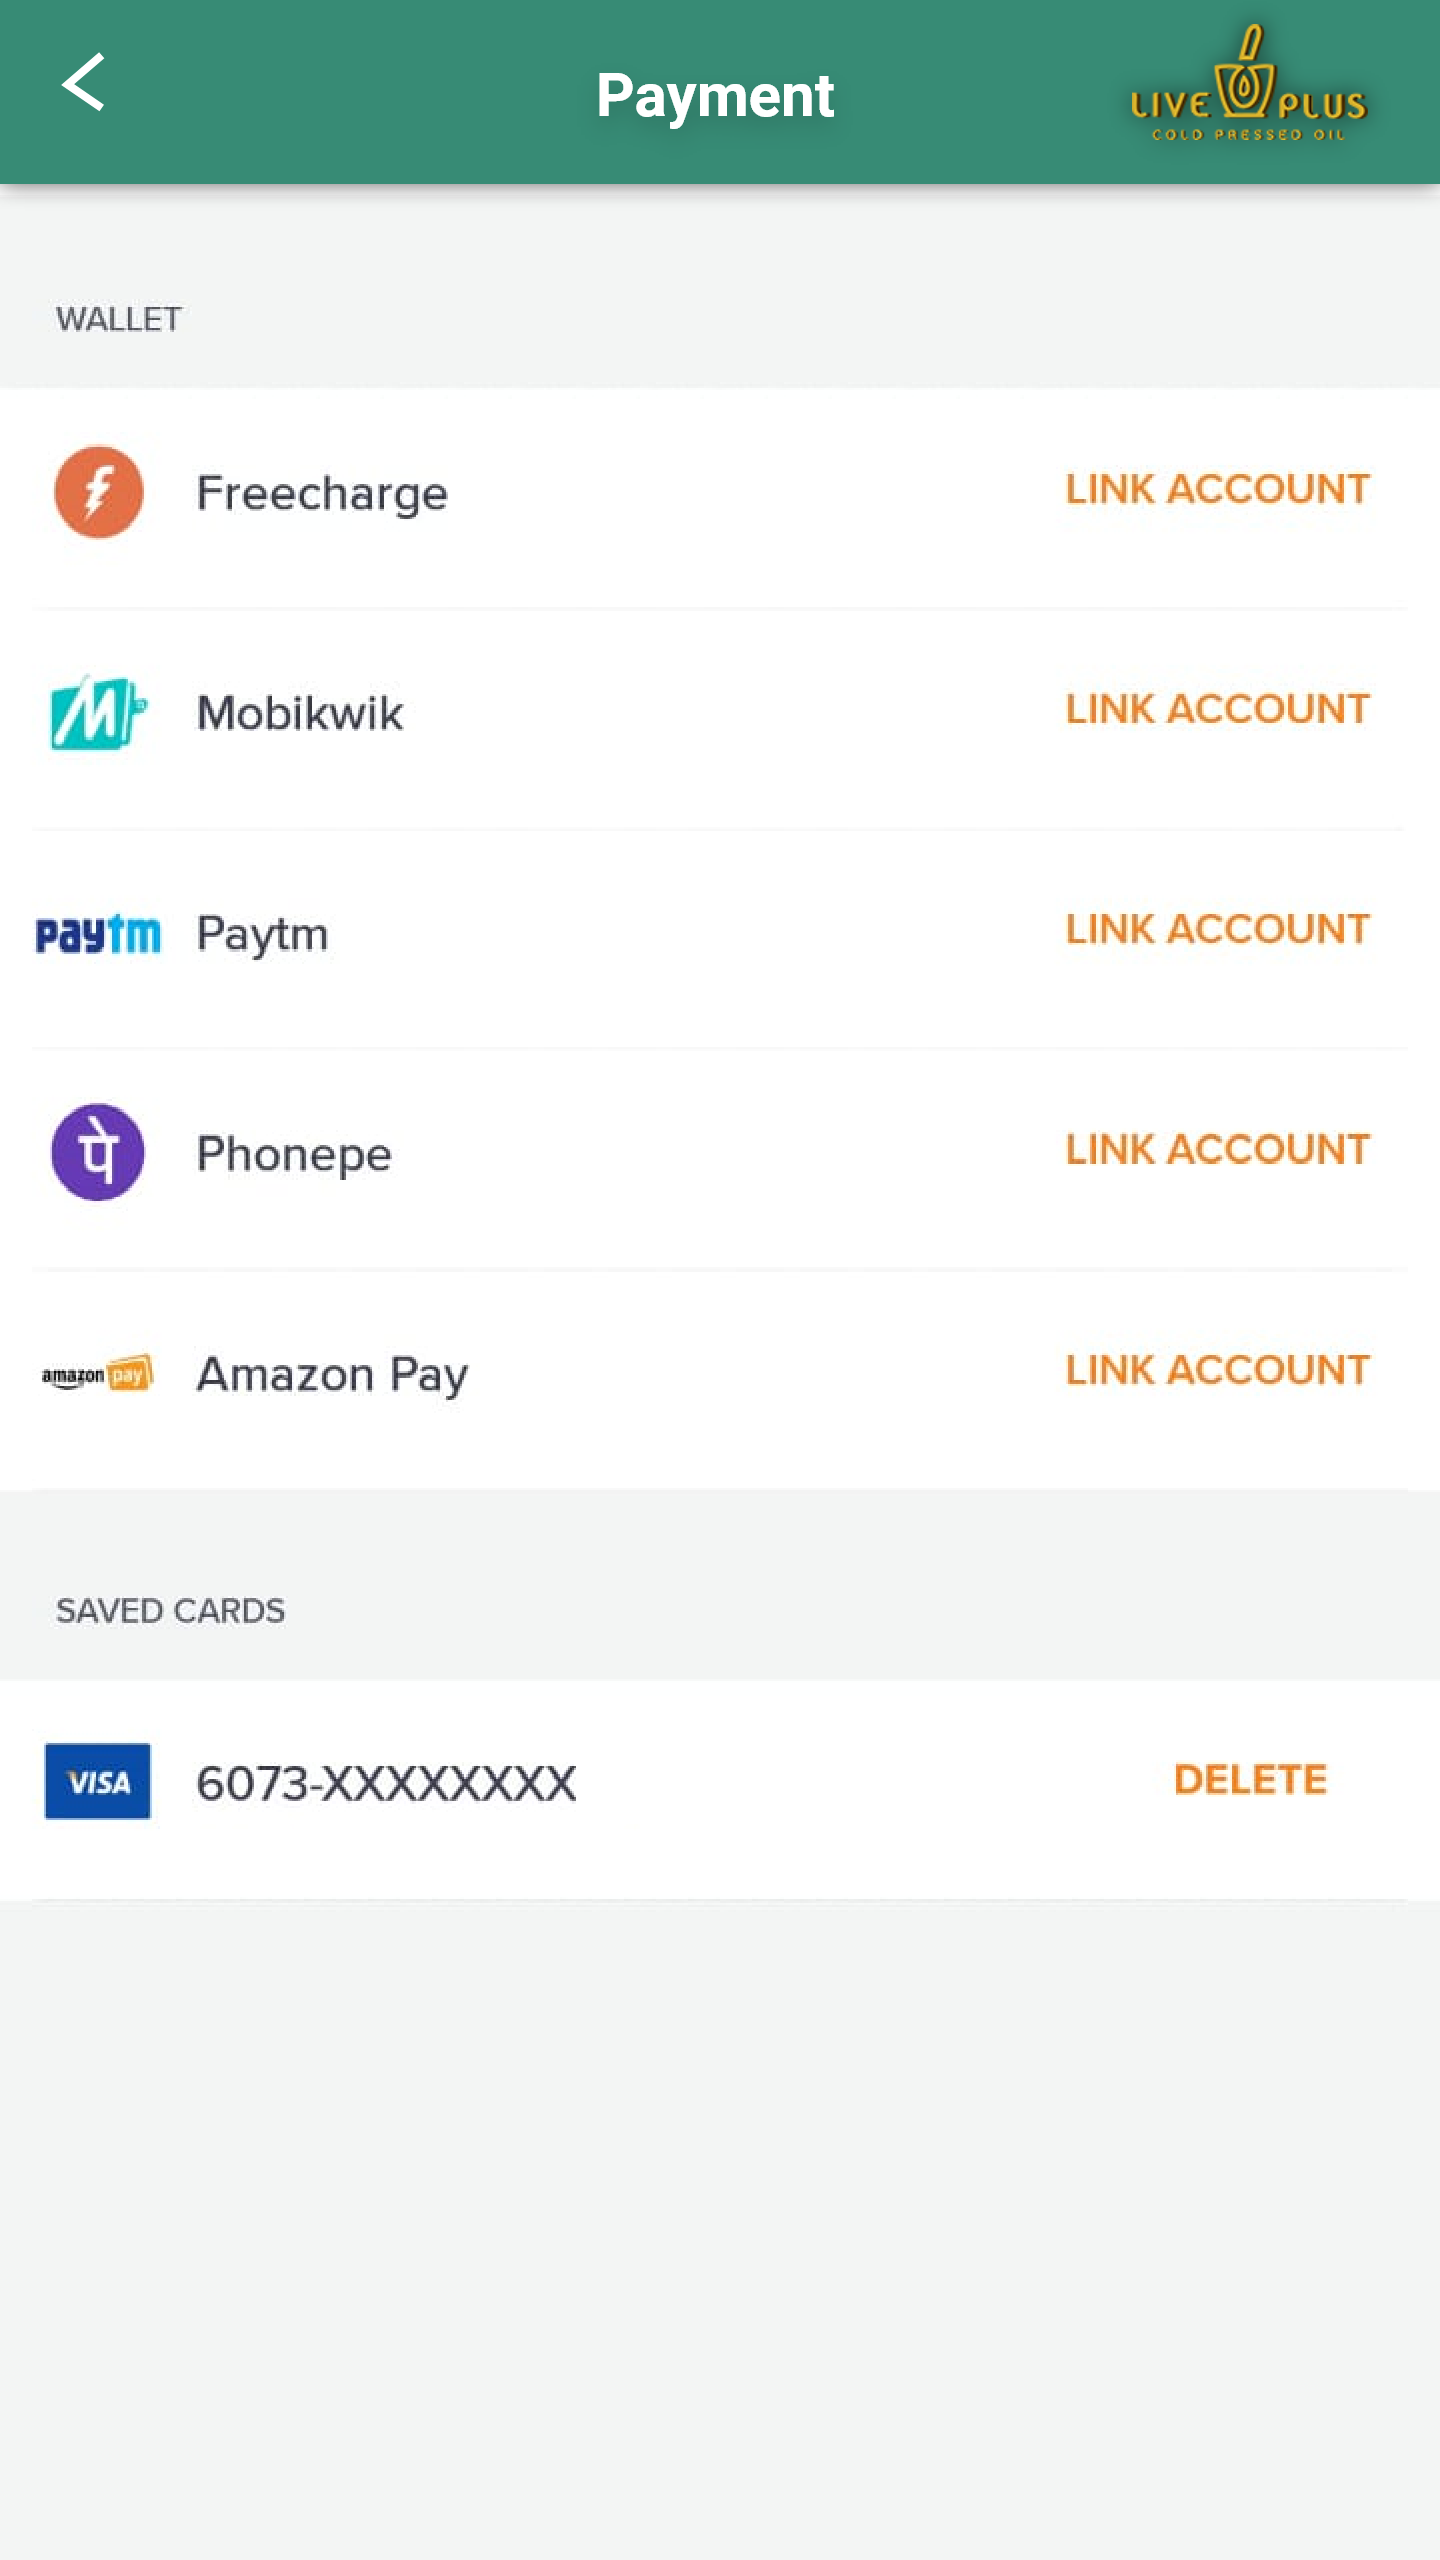 Payment
LIVE PLUS
COLD PRESSED OIL
WALLET
Freecharge LINK ACCOUNT
Mobikwik LINK ACCOUNT
paytm Paytm LINK ACCOUNT
पे Phonepe LINK ACCOUNT
amazon pay Amazon Pay LINK ACCOUNT
SAVED CARDS
VISA 6073-XXXXXXXX DELETE